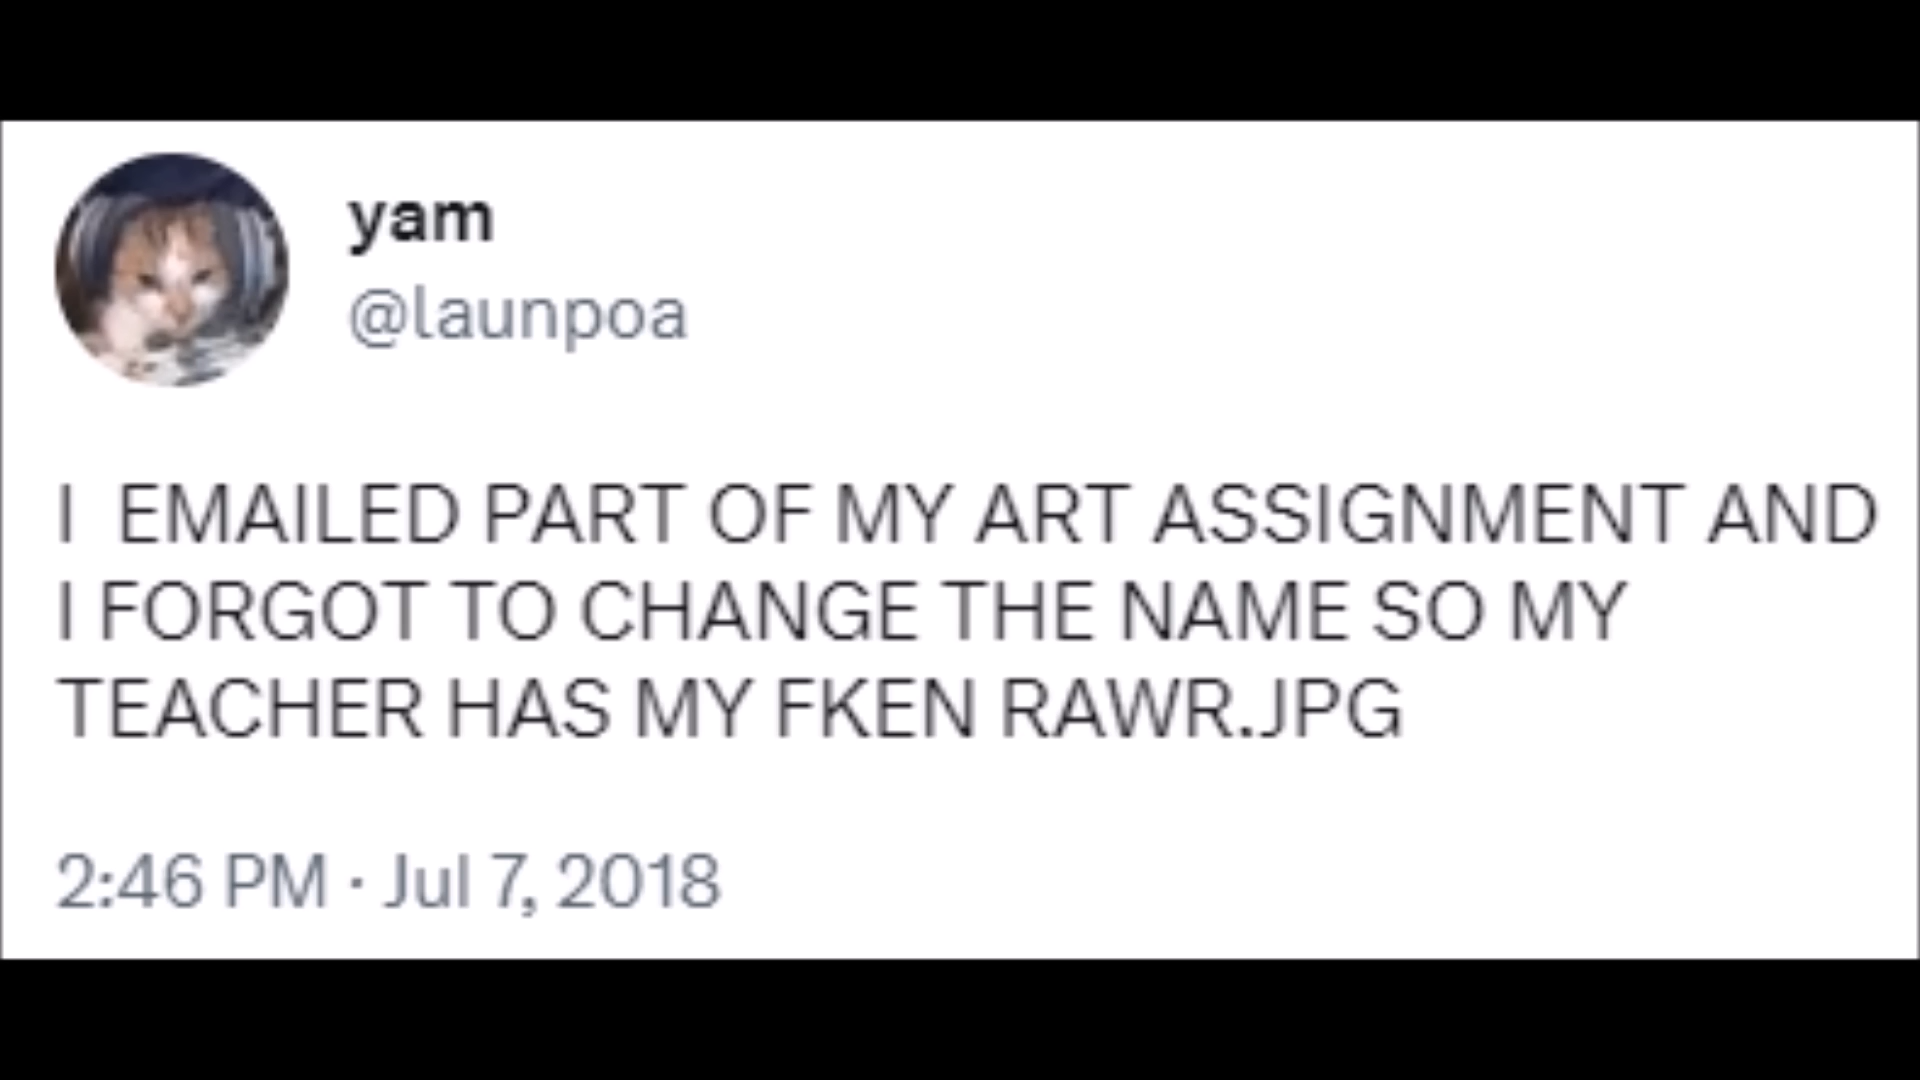 yam
@launpoa
I  EMAILED PART OF MY ART ASSIGNMENT AND
I FORGOT TO CHANGE THE NAME SO MY
TEACHER HAS MY FKEN RAWR.JPG
2:46 PM · Jul 7, 2018